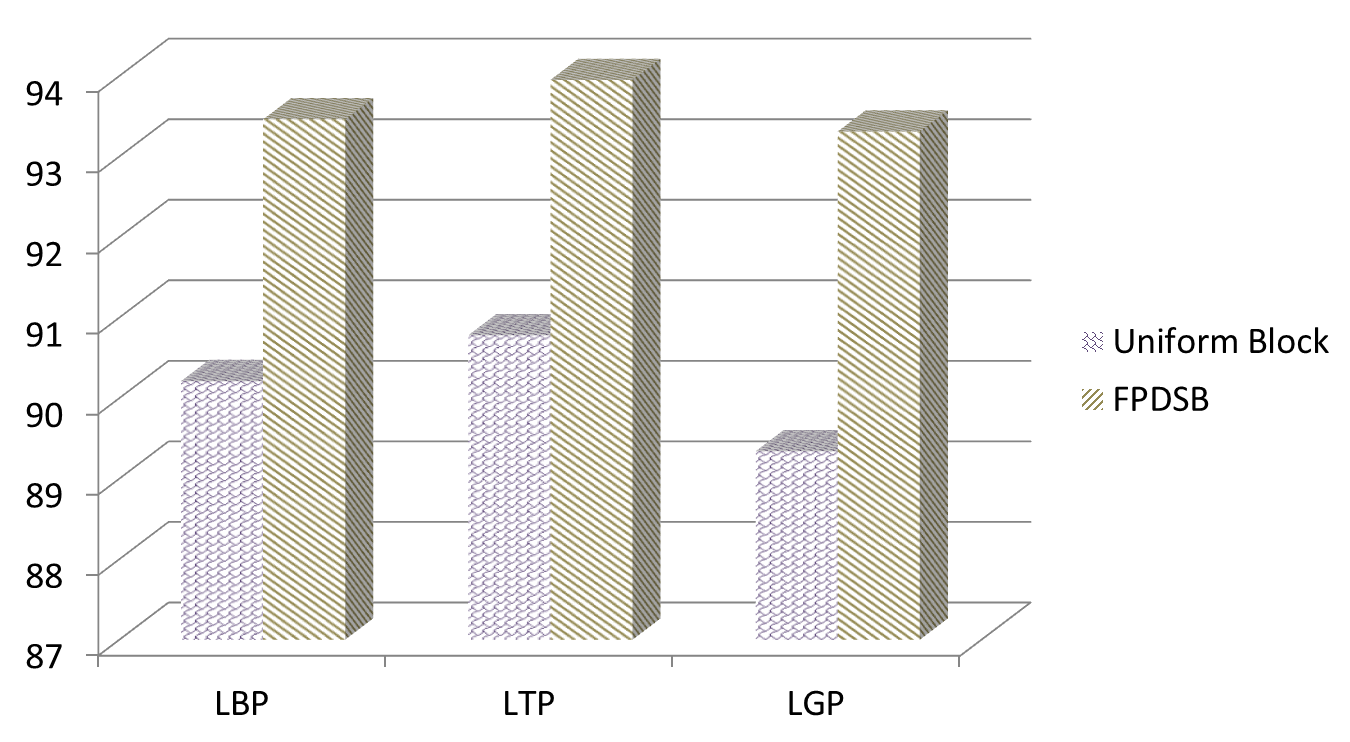 94
93
92
91
90
89
88
87
LBP
LTP
LGP
Uniform Block
FPDSB